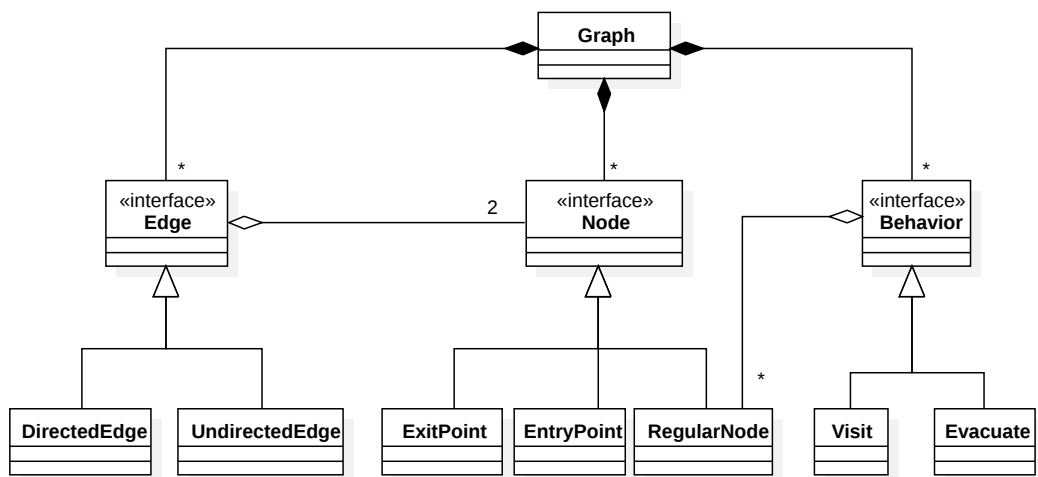 Graph
*
*
*
«interface»
Edge
2
«interface»
Node
«interface»
Behavior
*
DirectedEdge
UndirectedEdge
ExitPoint
EntryPoint
RegularNode
Visit
Evacuate